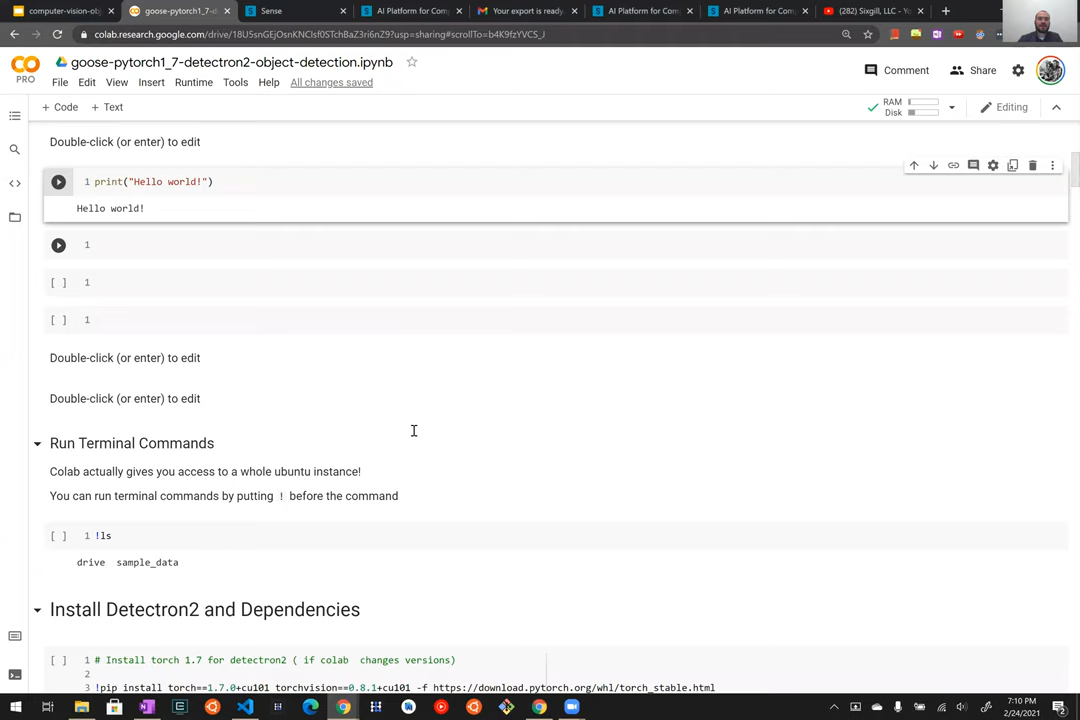 computer-vision-obj
goose-pytorch1_7-d
Sense
AI Platform for Comp
Your export is ready.
AI Platform for Comp
AI Platform for Comp
(282) Sixgill, LLC - Yo
colab.research.google.com/drive/18U5snGEjOsnKNCIsf0STchBaZ3ri6nZ9?usp=sharing#scrollTo=b4K9fzYVCS_J
CO
PRO
goose-pytorch1_7-detectron2-object-detection.ipynb
File Edit View Insert Runtime Tools Help All changes saved
Comment
Share
+ Code + Text
RAM
Disk
Editing
Double-click (or enter) to edit
1 print("Hello world!")
Hello world!
1
[ ] 1
[ ] 1
Double-click (or enter) to edit
Double-click (or enter) to edit
Run Terminal Commands
Colab actually gives you access to a whole ubuntu instance!
You can run terminal commands by putting ! before the command
[ ] 1 !ls
drive sample_data
Install Detectron2 and Dependencies
[ ] 1 # Install torch 1.7 for detectron2 ( if colab changes versions)
2
3 !pip install torch==1.7.0+cu101 torchvision==0.8.1+cu101 -f https://download.pytorch.org/whl/torch_stable.html
7:10 PM
2/24/2021